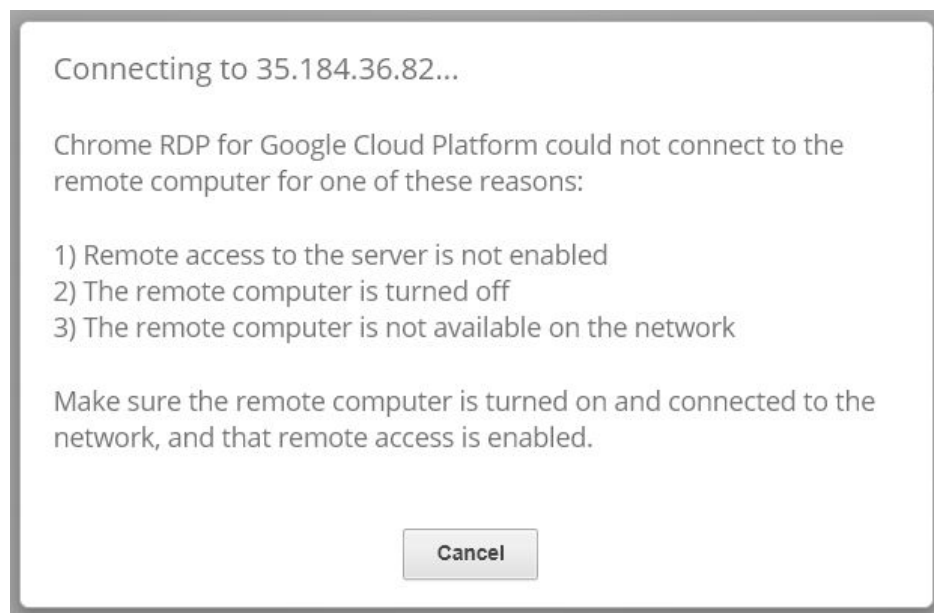 Connecting to 35.184.36.82...
Chrome RDP for Google Cloud Platform could not connect to the
remote computer for one of these reasons:
1) Remote access to the server is not enabled
2) The remote computer is turned off
3) The remote computer is not available on the network
Make sure the remote computer is turned on and connected to the
network, and that remote access is enabled.
Cancel